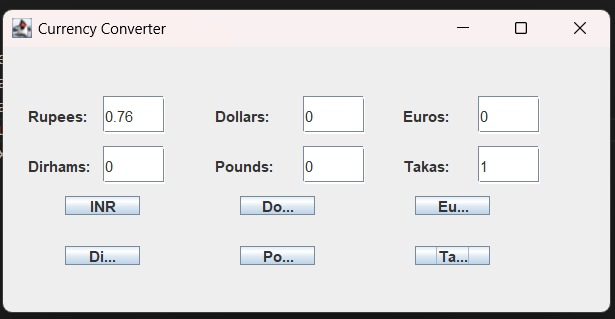 Currency Converter
Rupees: 0.76 Dollars: 0 Euros: 0
Dirhams: 0 Pounds: 0 Takas: 1
INR Do... Eu...
Di... Po... Ta...